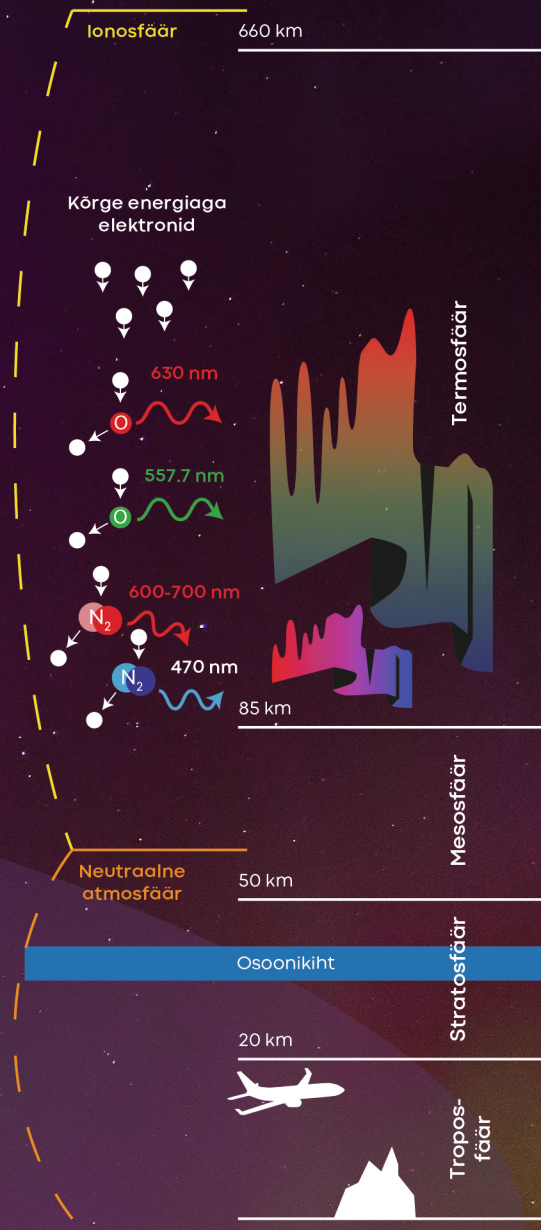 Ionosfäär
660 km
Kõrge energiaga
elektronid
Termosfäär
630 nm
O
557.7 nm
O
600-700 nm
N2
470 nm
N2
85 km
Mesosfäär
Neutraalne
atmosfäär
50 km
Stratosfäär
Osoonikiht
20 km
Tropos-
fäär